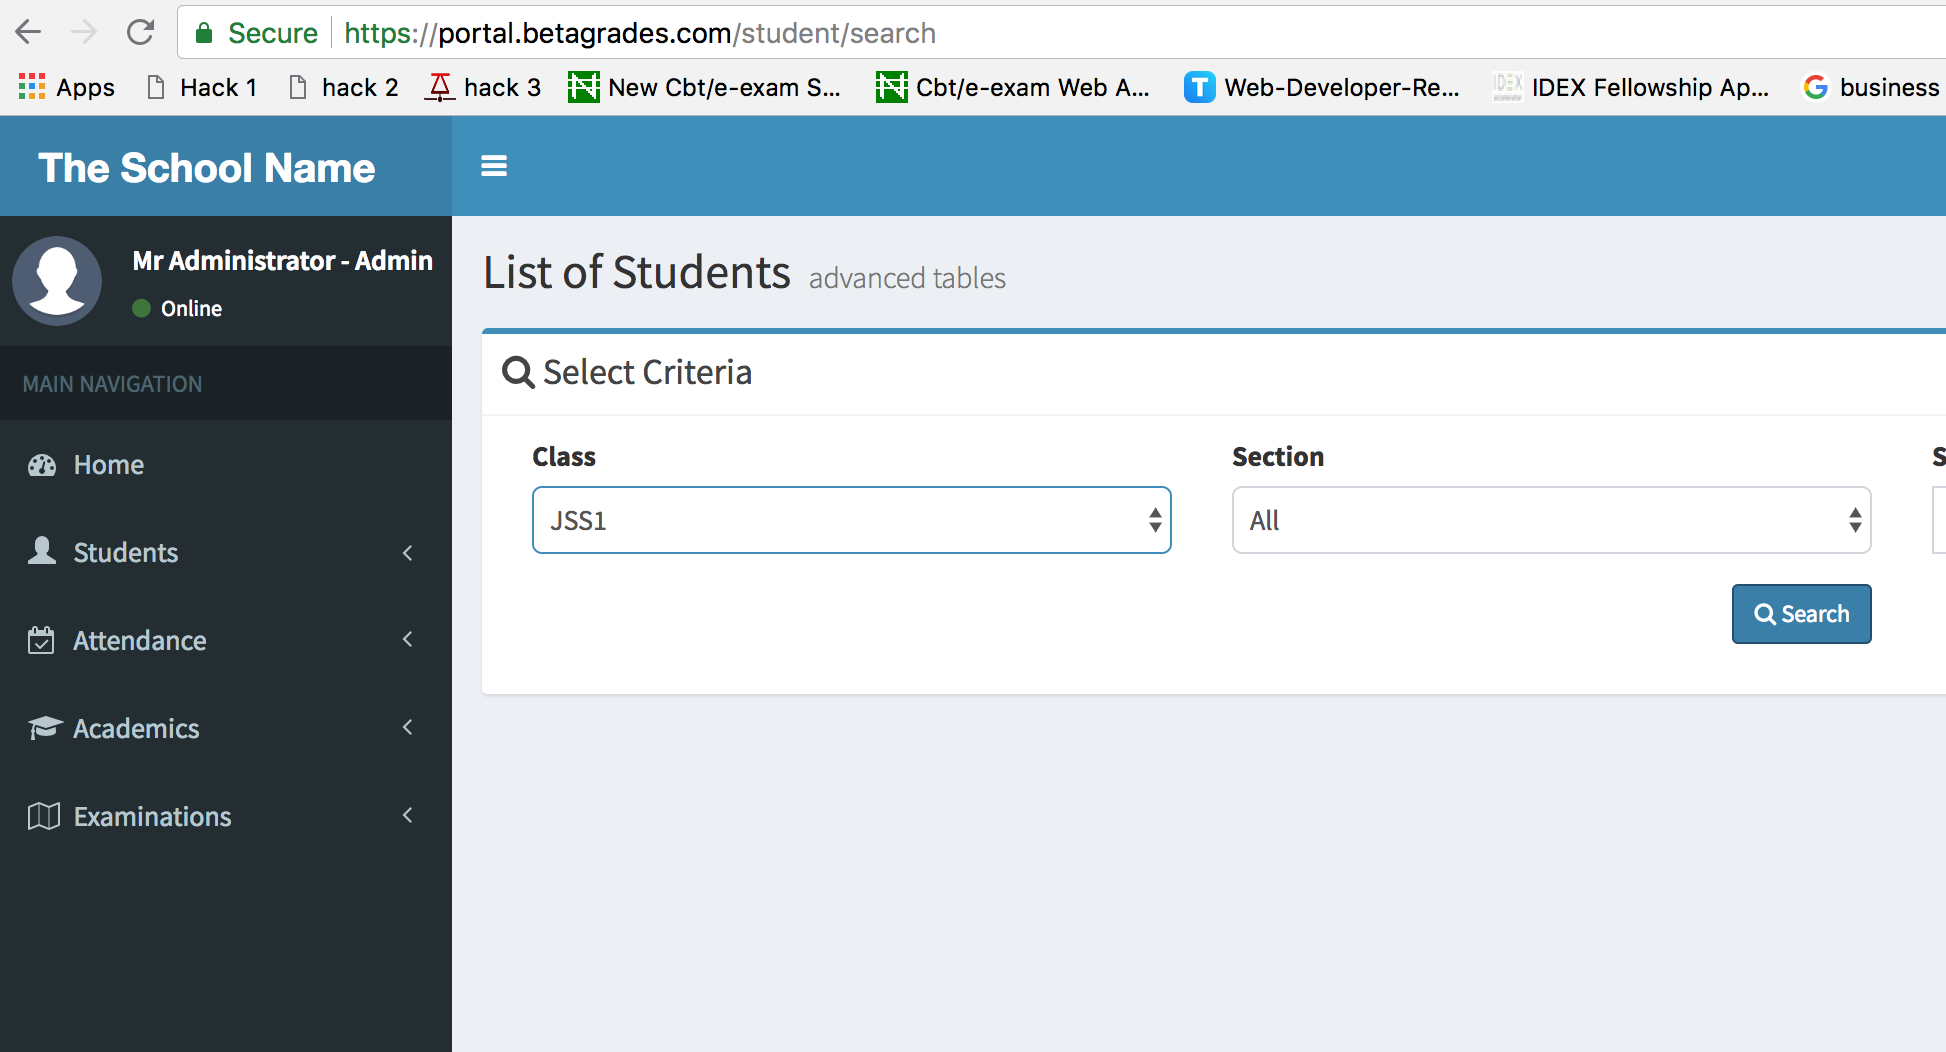 Secure https://portal.betagrades.com/student/search
Apps Hack 1 hack 2 hack 3 New Cbt/e-exam S... Cbt/e-exam Web A... Web-Developer-Re... IDEX Fellowship Ap... business
The School Name
Mr Administrator - Admin
Online
MAIN NAVIGATION
Home
Students
Attendance
Academics
Examinations
List of Students advanced tables
Select Criteria
Class Section S
JSS1 All
Search